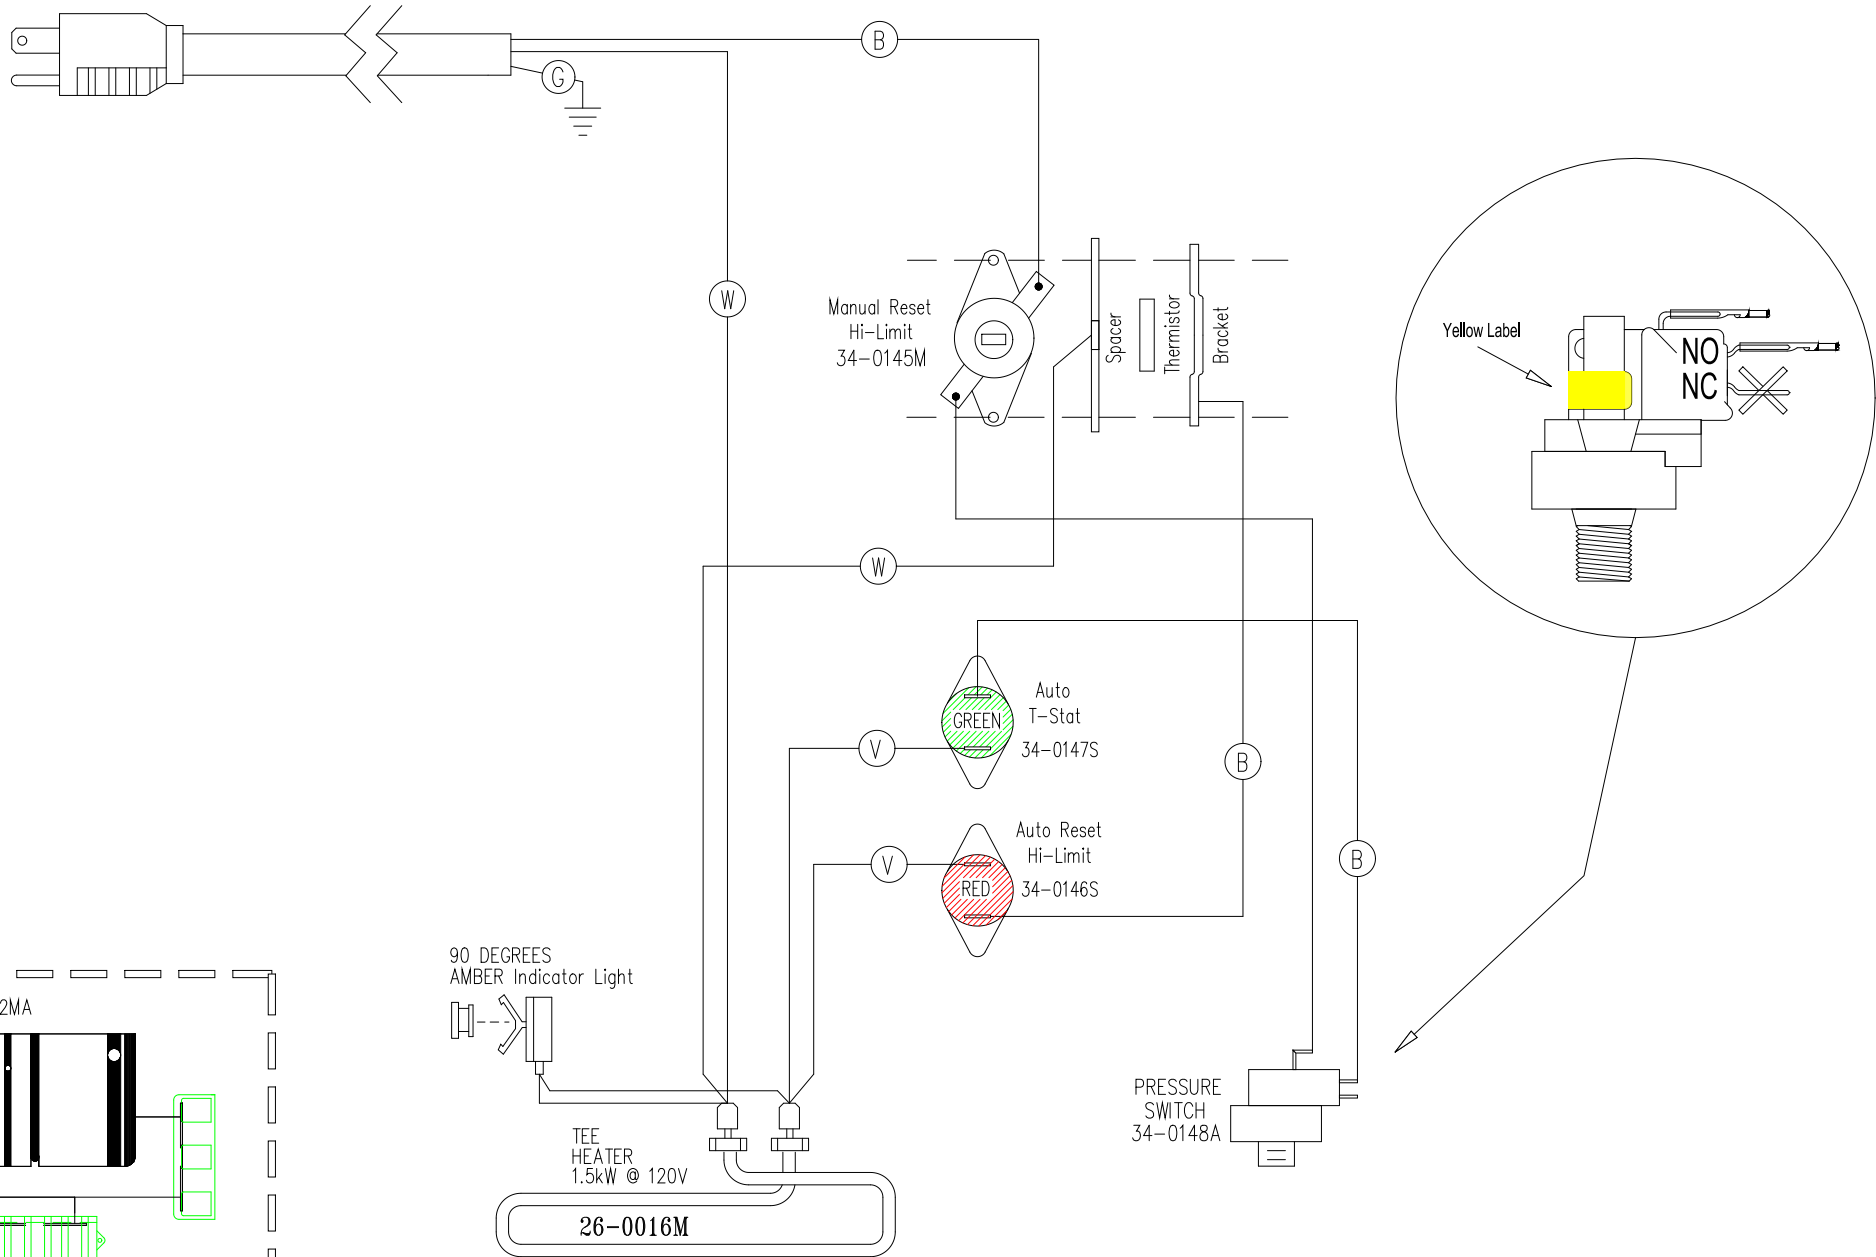 B
G
W
Manual Reset
Hi-Limit
34-0145M
Spacer
Thermistor
Bracket
Yellow Label
NO
NC
W
GREEN
Auto
T-Stat
34-0147S
V
B
Auto Reset
Hi-Limit
34-0146S
RED
V
B
90 DEGREES
AMBER Indicator Light
2MA
PRESSURE
SWITCH
34-0148A
TEE
HEATER
1.5kW @ 120V
26-0016M